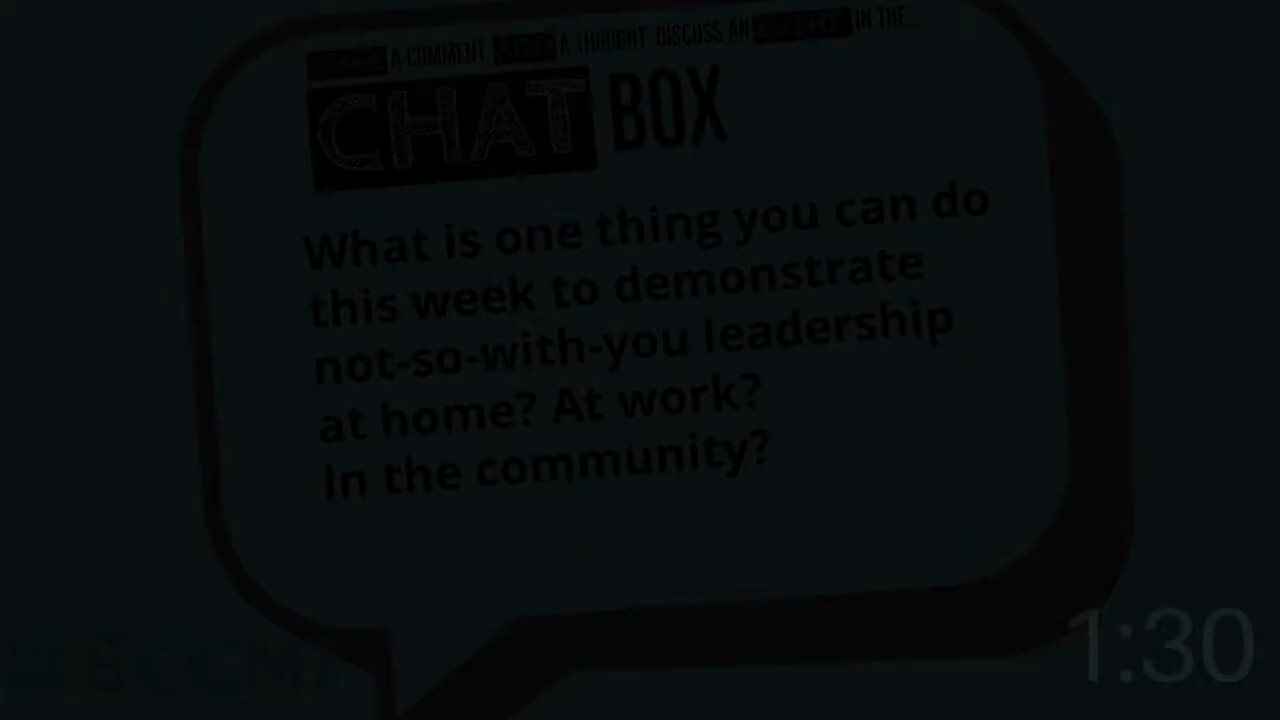 A COMMENT, A THOUGHT, DISCUSS AN IN THE...
CHAT BOX
What is one thing you can do
this week to demonstrate
not-so-with-you leadership
at home? At work?
In the community?
1:30